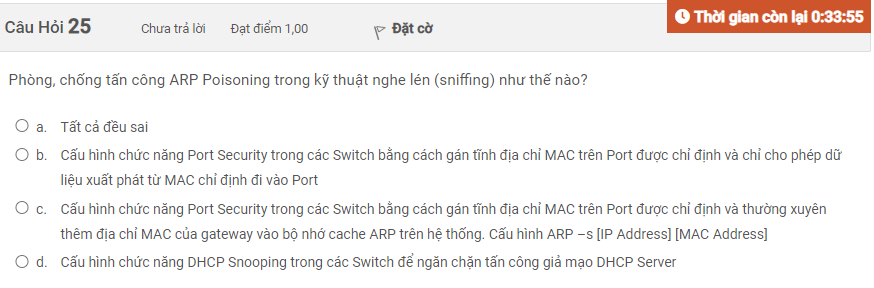 Câu Hỏi 25
Chưa trả lời
Đạt điểm 1,00
Đặt cờ
Thời gian còn lại 0:33:55
Phòng, chống tấn công ARP Poisoning trong kỹ thuật nghe lén (sniffing) như thế nào?
a. Tất cả đều sai
b. Cấu hình chức năng Port Security trong các Switch bằng cách gán tĩnh địa chỉ MAC trên Port được chỉ định và chỉ cho phép dữ
liệu xuất phát từ MAC chỉ định đi vào Port
c. Cấu hình chức năng Port Security trong các Switch bằng cách gán tĩnh địa chỉ MAC trên Port được chỉ định và thường xuyên
thêm địa chỉ MAC của gateway vào bộ nhớ cache ARP trên hệ thống. Cấu hình ARP –s [IP Address] [MAC Address]
d. Cấu hình chức năng DHCP Snooping trong các Switch để ngăn chặn tấn công giả mạo DHCP Server